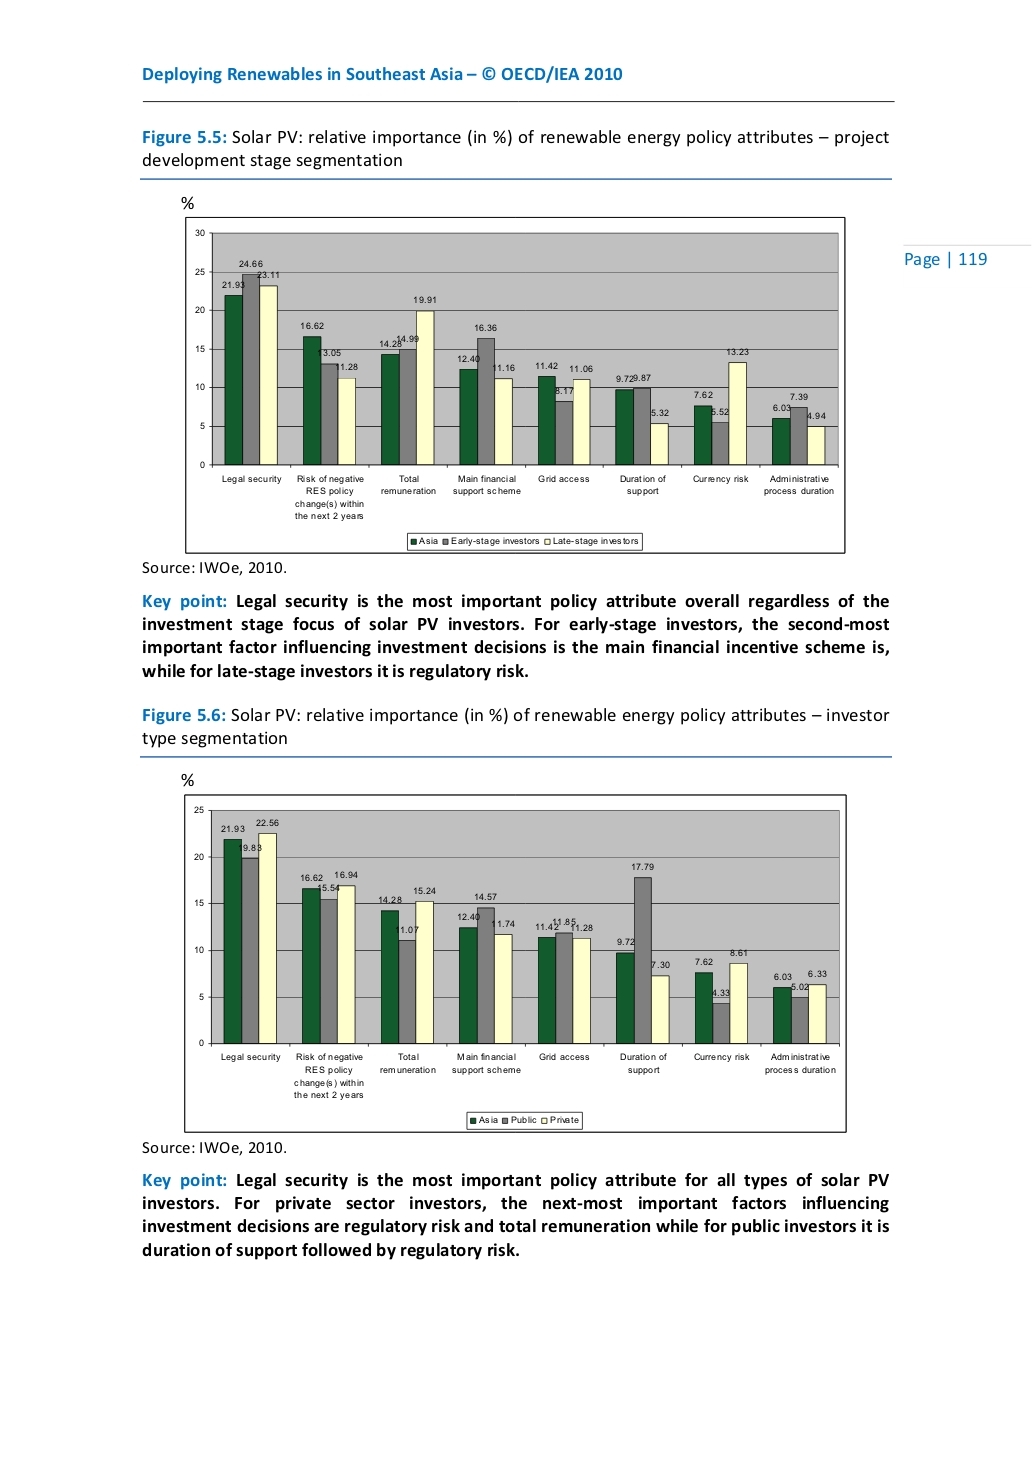 Deploying Renewables in Southeast Asia – © OECD/IEA 2010
Figure 5.5: Solar PV: relative importance (in %) of renewable energy policy attributes – project
development stage segmentation
Page | 119
%
30
25
20
15
10
5
0
21.93 24.66 23.11
16.62 13.05 11.28
14.28 14.99 19.91
12.40 16.36 11.16
11.42 8.17 11.06
9.72 9.87 5.32
7.62 5.52 13.23
6.03 7.39 4.94
Legal security
Risk of negative
RES policy
change(s) within
the next 2 years
Total
remuneration
Main financial
support scheme
Grid access
Duration of
support
Currency risk
Administrative
process duration
Asia Early-stage investors Late-stage investors
Source: IWOe, 2010.
Key point: Legal security is the most important policy attribute overall regardless of the
investment stage focus of solar PV investors. For early-stage investors, the second-most
important factor influencing investment decisions is the main financial incentive scheme is,
while for late-stage investors it is regulatory risk.
Figure 5.6: Solar PV: relative importance (in %) of renewable energy policy attributes – investor
type segmentation
%
25
20
15
10
5
0
21.93 19.83 22.56
16.62 15.54 16.94
14.28 11.07 15.24
12.40 14.57 11.74
11.42 11.85 11.28
9.72 17.79 7.30
7.62 4.33 8.61
6.03 5.02 6.33
Legal security
Risk of negative
RES policy
change(s) within
the next 2 years
Total
remuneration
Main financial
support scheme
Grid access
Duration of
support
Currency risk
Administrative
process duration
Asia Public Private
Source: IWOe, 2010.
Key point: Legal security is the most important policy attribute for all types of solar PV
investors. For private sector investors, the next-most important factors influencing
investment decisions are regulatory risk and total remuneration while for public investors it is
duration of support followed by regulatory risk.